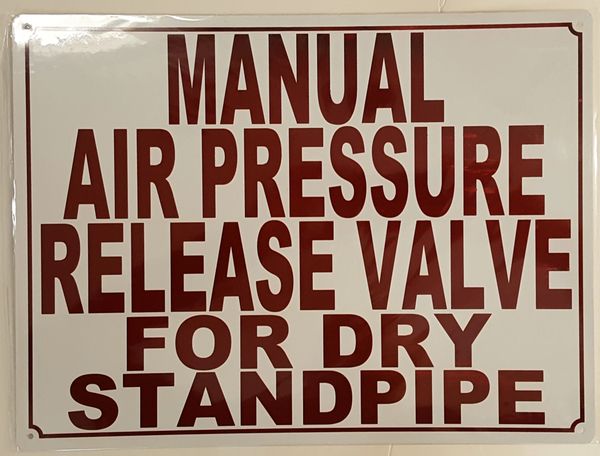 MANUAL
AIR PRESSURE
RELEASE VALVE
FOR DRY
STANDPIPE